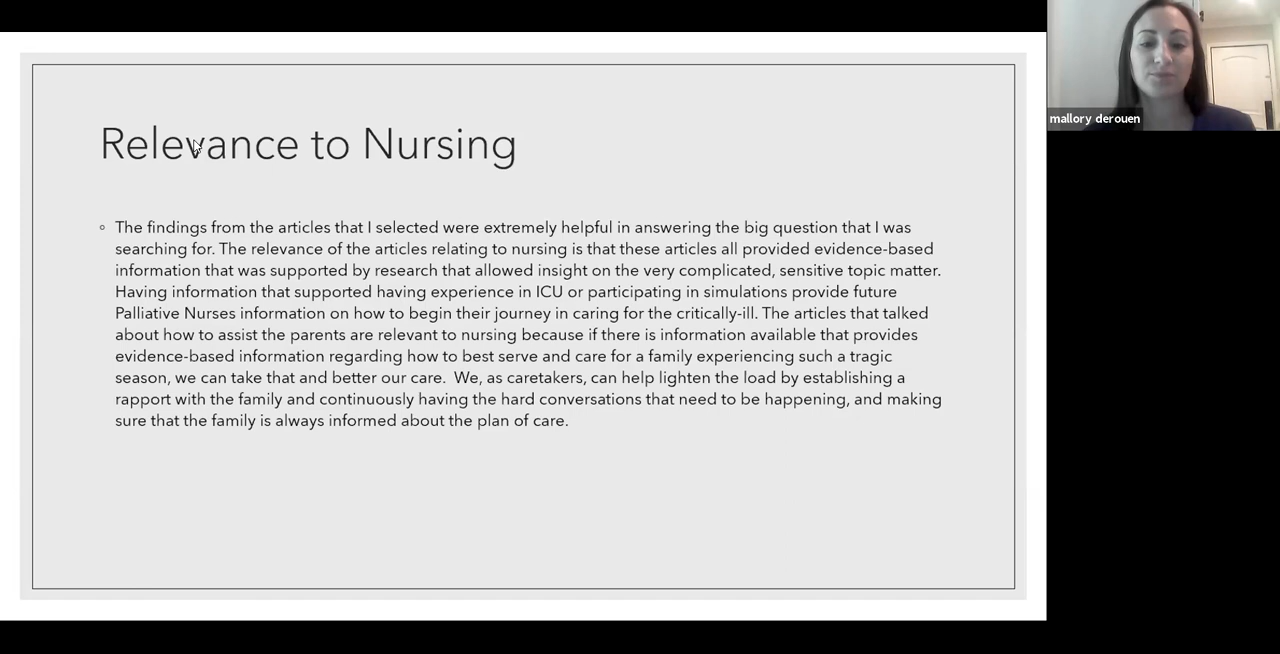 Relevance to Nursing
The findings from the articles that I selected were extremely helpful in answering the big question that I was
searching for. The relevance of the articles relating to nursing is that these articles all provided evidence-based
information that was supported by research that allowed insight on the very complicated, sensitive topic matter.
Having information that supported having experience in ICU or participating in simulations provide future
Palliative Nurses information on how to begin their journey in caring for the critically-ill. The articles that talked
about how to assist the parents are relevant to nursing because if there is information available that provides
evidence-based information regarding how to best serve and care for a family experiencing such a tragic
season, we can take that and better our care.  We, as caretakers, can help lighten the load by establishing a
rapport with the family and continuously having the hard conversations that need to be happening, and making
sure that the family is always informed about the plan of care.
mallory derouen